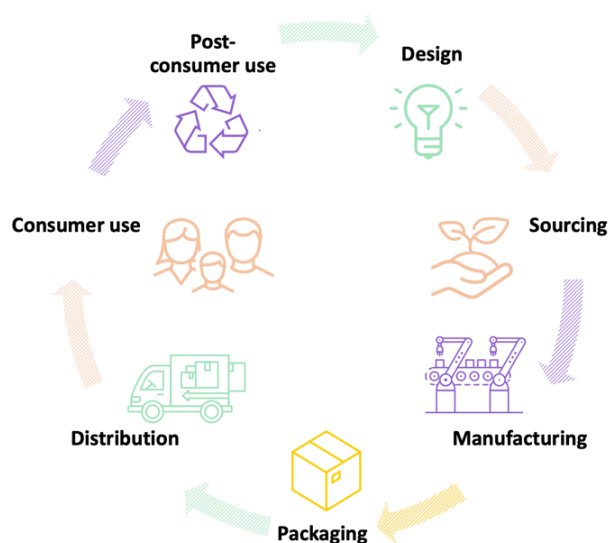 Post-
consumer use
Design
Sourcing
Manufacturing
Packaging
Distribution
Consumer use